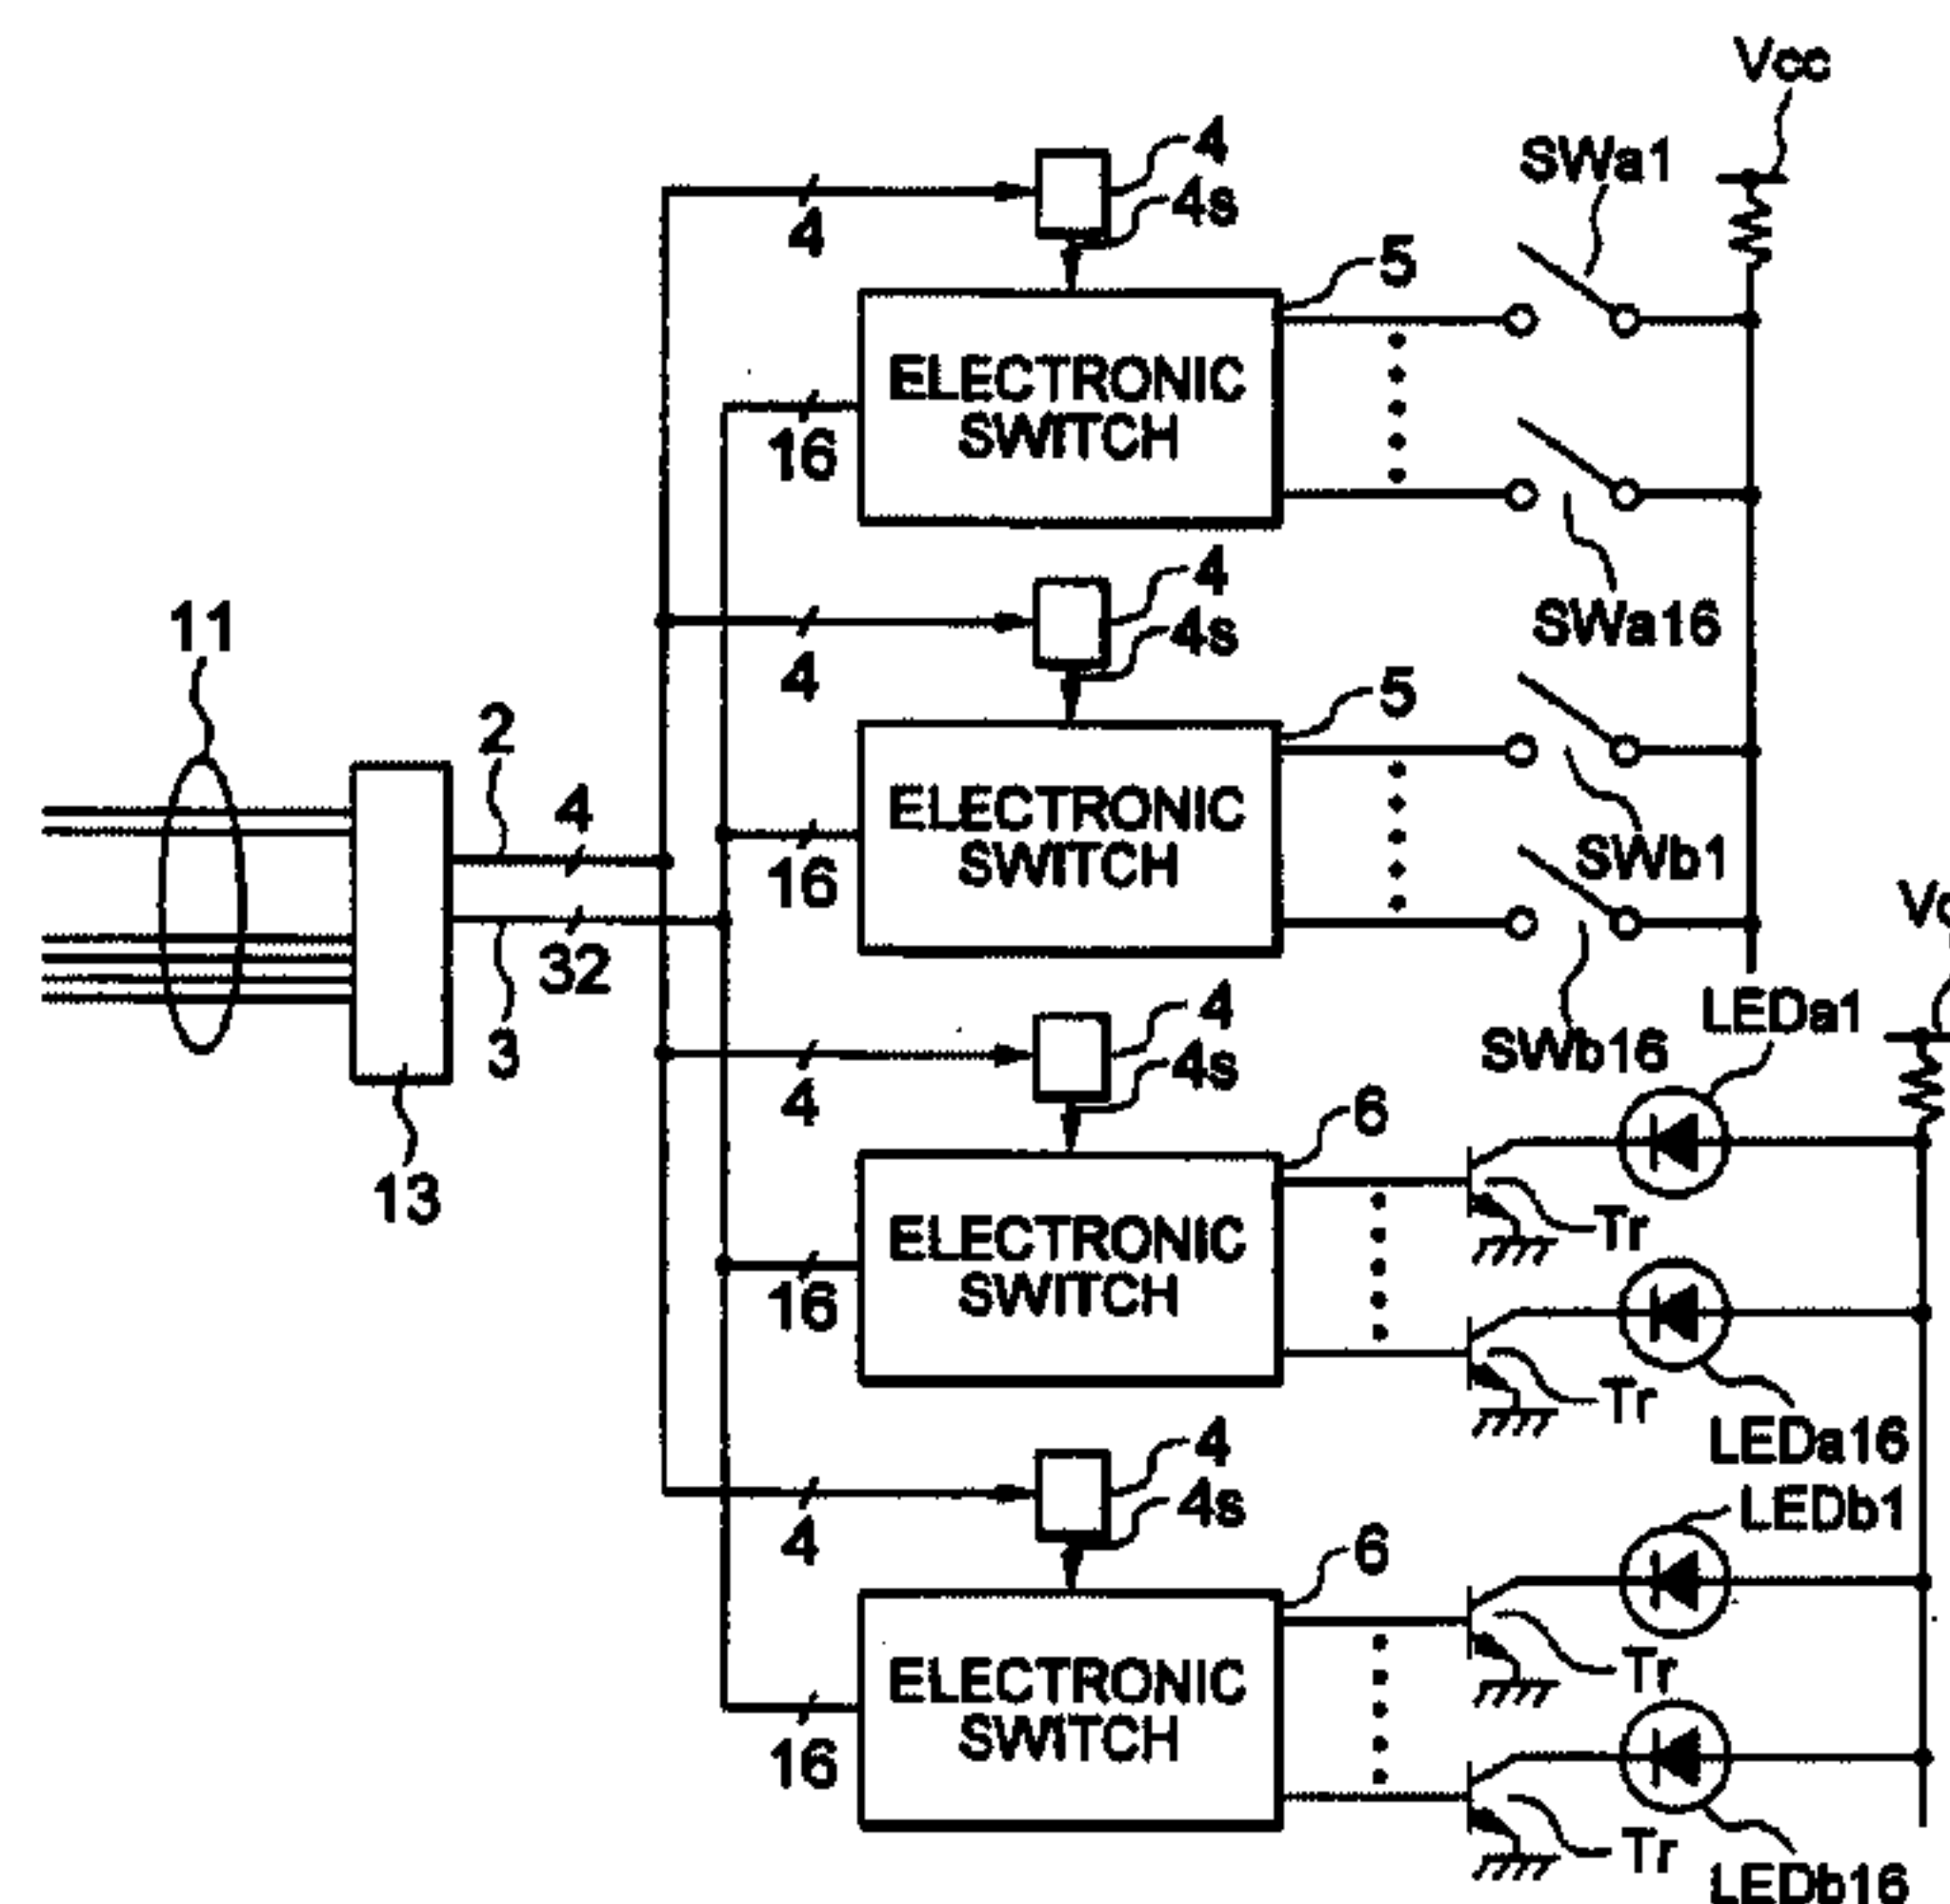 Vcc
SWa1
4
4s
4
5
ELECTRONIC
SWITCH
16
SWa16
4
4s
4
5
11
2
4
ELECTRONIC
SWITCH
16
SWb1
32
3
13
SWb16
LEDa1
4
4s
4
6
ELECTRONIC
SWITCH
16
Tr
Tr
LEDa16
LEDb1
4
4s
4
6
ELECTRONIC
SWITCH
16
Tr
Tr
LEDb16